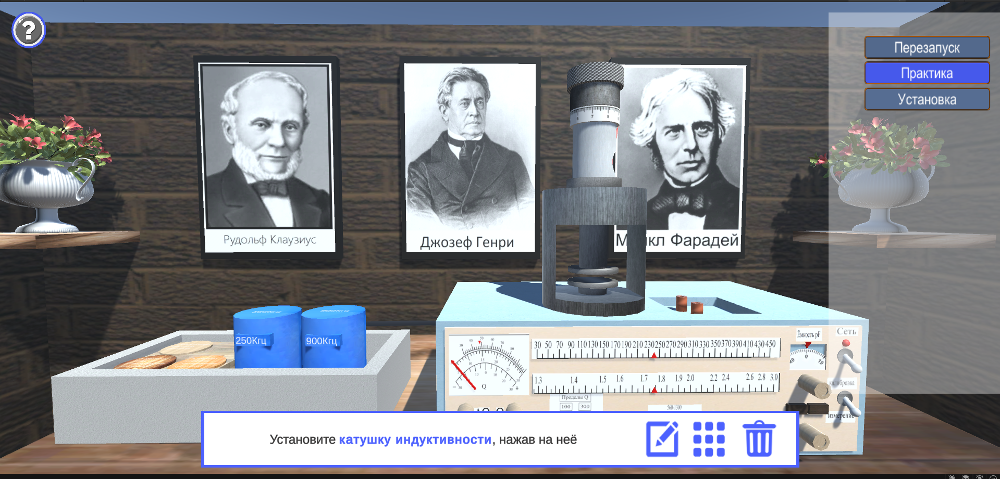 ?
Перезапуск
Практика
Установка
Рудольф Клаузиус
Джозеф Генри
Фарадей
250Кгц
900Кгц
Ёмкость pF
Сеть
30 50 70 90 110 130 150 170 190 210 230 250 270 290 310 330 350 370 390 410 430 450
1.3 1.4 1.5 1.6 1.7 1.8 1.9 2.0 2.2 2.4 2.6 2.8 3.0
Q
калибровка
Пределы Q
100 300
560-1300
измерение
Установите катушку индуктивности, нажав на неё